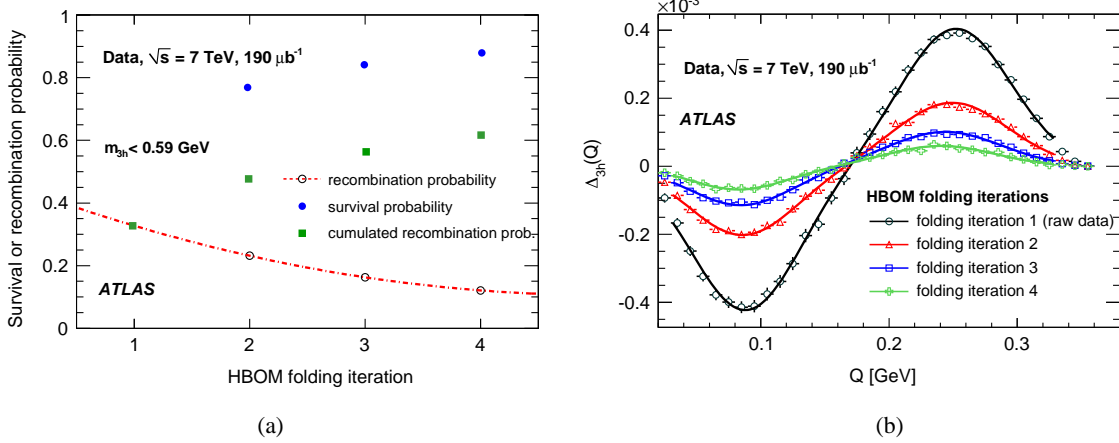 Survival or recombination probability
1
0.8
0.6
0.4
0.2
0
Data, √s = 7 TeV, 190 μb⁻¹
m3h < 0.59 GeV
recombination probability
survival probability
cumulated recombination prob.
ATLAS
1 2 3 4
HBOM folding iteration
(a)
×10⁻³
Δ3h(Q)
0.4
0.2
0
-0.2
-0.4
Data, √s = 7 TeV, 190 μb⁻¹
ATLAS
HBOM folding iterations
folding iteration 1 (raw data)
folding iteration 2
folding iteration 3
folding iteration 4
0.1 0.2 0.3
Q [GeV]
(b)